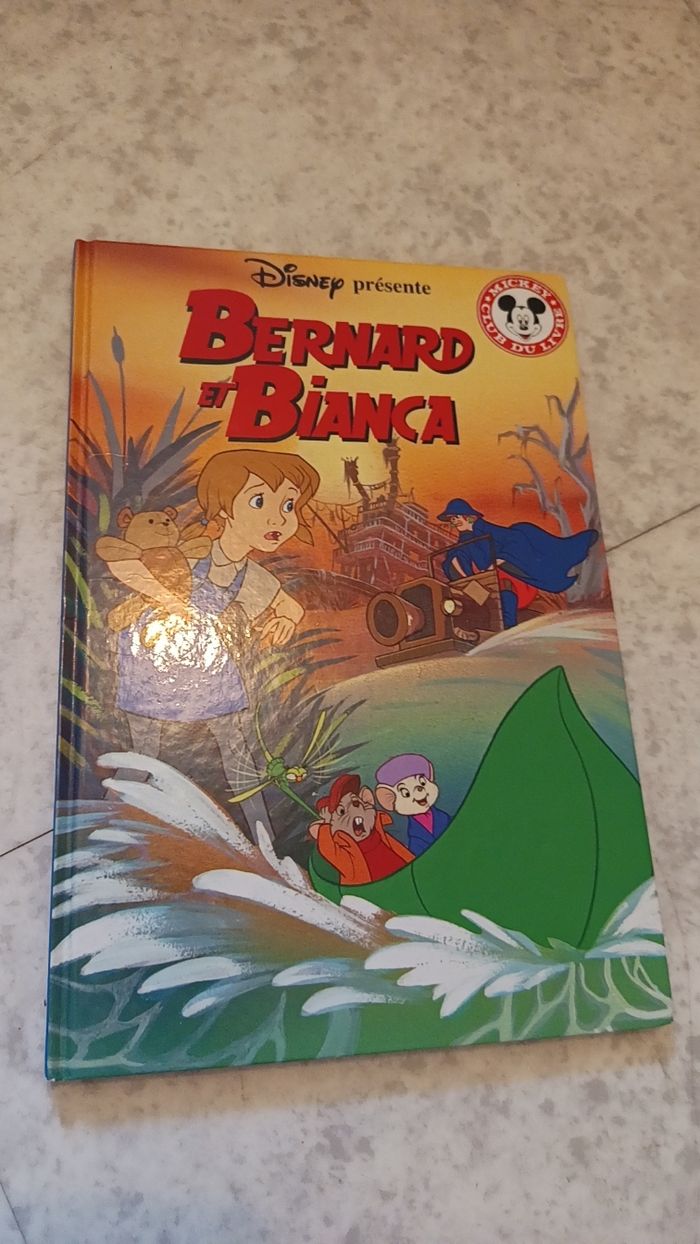 Disney présente
MICKEY
CLUB DU LIVRE
BERNARD
ET BIANCA